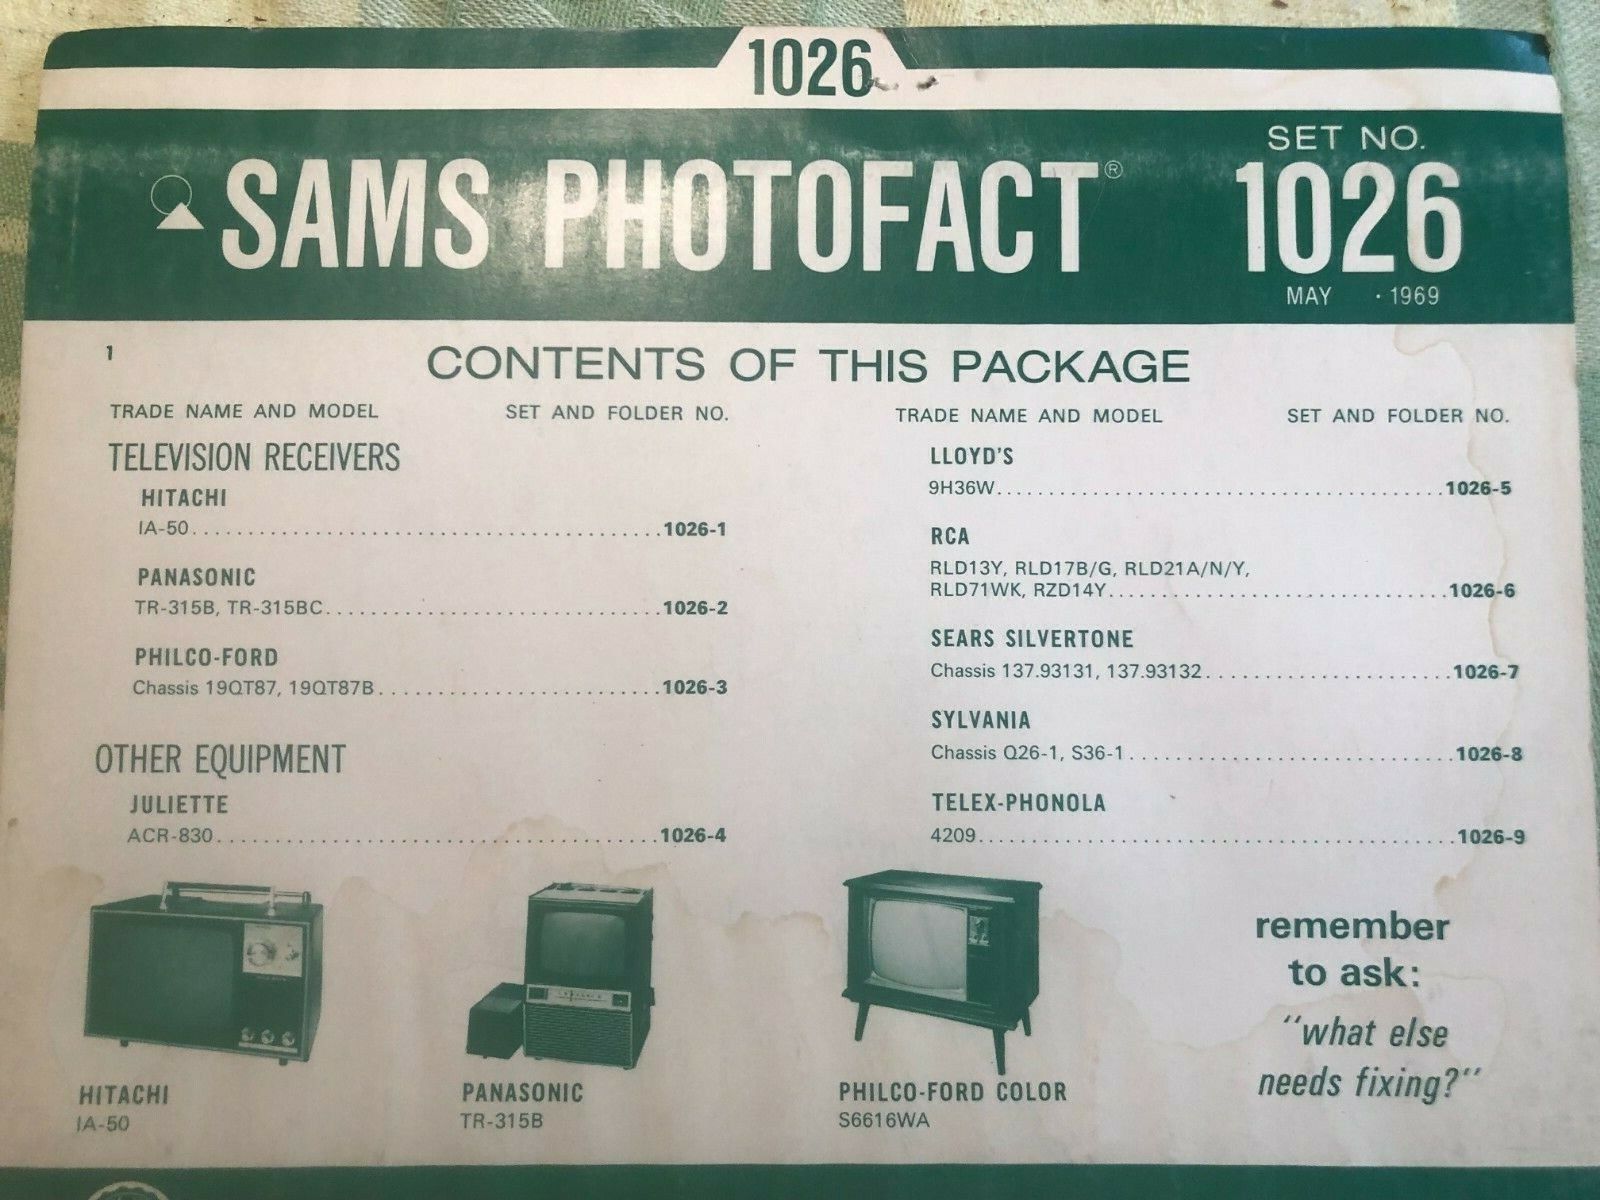 1026
SAMS PHOTOFACT®
SET NO.
1026
MAY · 1969
1
CONTENTS OF THIS PACKAGE
TRADE NAME AND MODEL SET AND FOLDER NO.
TELEVISION RECEIVERS
HITACHI
IA-50........................................1026-1
PANASONIC
TR-315B, TR-315BC............................1026-2
PHILCO-FORD
Chassis 19QT87, 19QT87B........................1026-3
OTHER EQUIPMENT
JULIETTE
ACR-830......................................1026-4
TRADE NAME AND MODEL SET AND FOLDER NO.
LLOYD'S
9H36W......................................1026-5
RCA
RLD13Y, RLD17B/G, RLD21A/N/Y,
RLD71WK, RZD14Y.............................1026-6
SEARS SILVERTONE
Chassis 137.93131, 137.93132.....................1026-7
SYLVANIA
Chassis Q26-1, S36-1............................1026-8
TELEX-PHONOLA
4209........................................1026-9
HITACHI
IA-50
PANASONIC
TR-315B
PHILCO-FORD COLOR
S6616WA
remember
to ask:
"what else
needs fixing?"